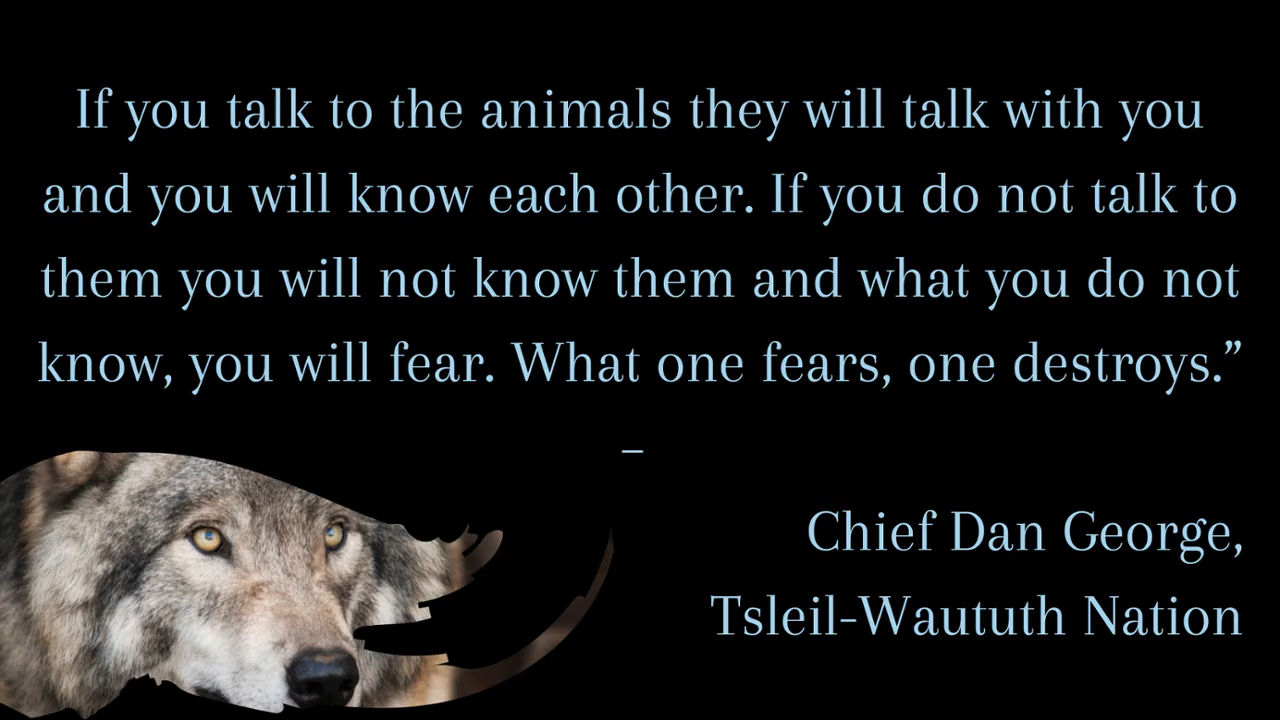 If you talk to the animals they will talk with you
and you will know each other. If you do not talk to
them you will not know them and what you do not
know, you will fear. What one fears, one destroys.”
–
Chief Dan George,
Tsleil-Waututh Nation